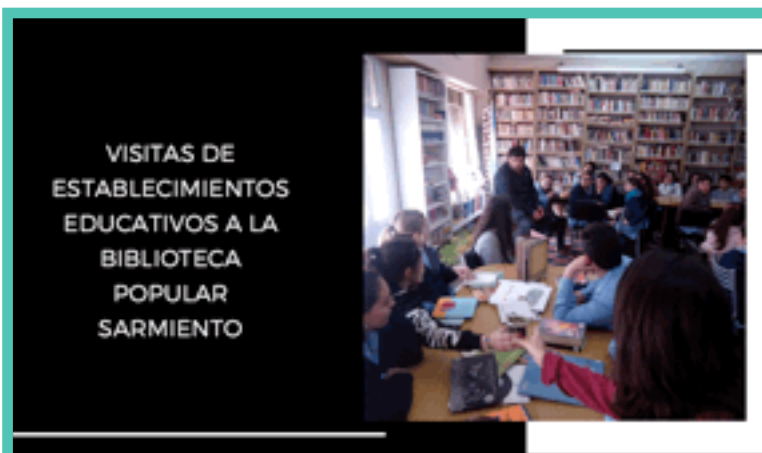 VISITAS DE
ESTABLECIMIENTOS
EDUCATIVOS A LA
BIBLIOTECA
POPULAR
SARMIENTO